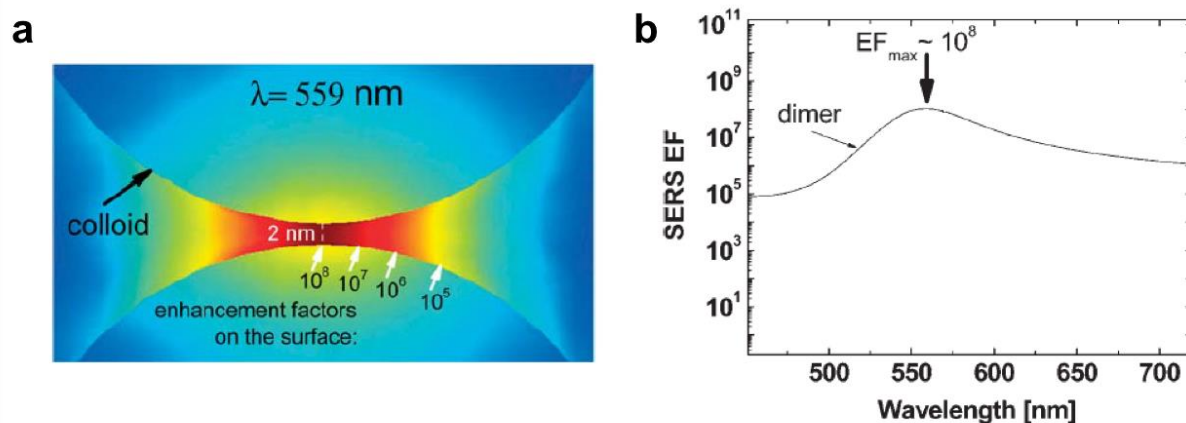 a
λ= 559 nm
colloid
2 nm
10⁸
10⁷
10⁶
10⁵
enhancement factors
on the surface:
b
EFmax ~ 10⁸
dimer
SERS EF
10¹¹
10⁹
10⁷
10⁵
10³
10¹
500 550 600 650 700
Wavelength [nm]